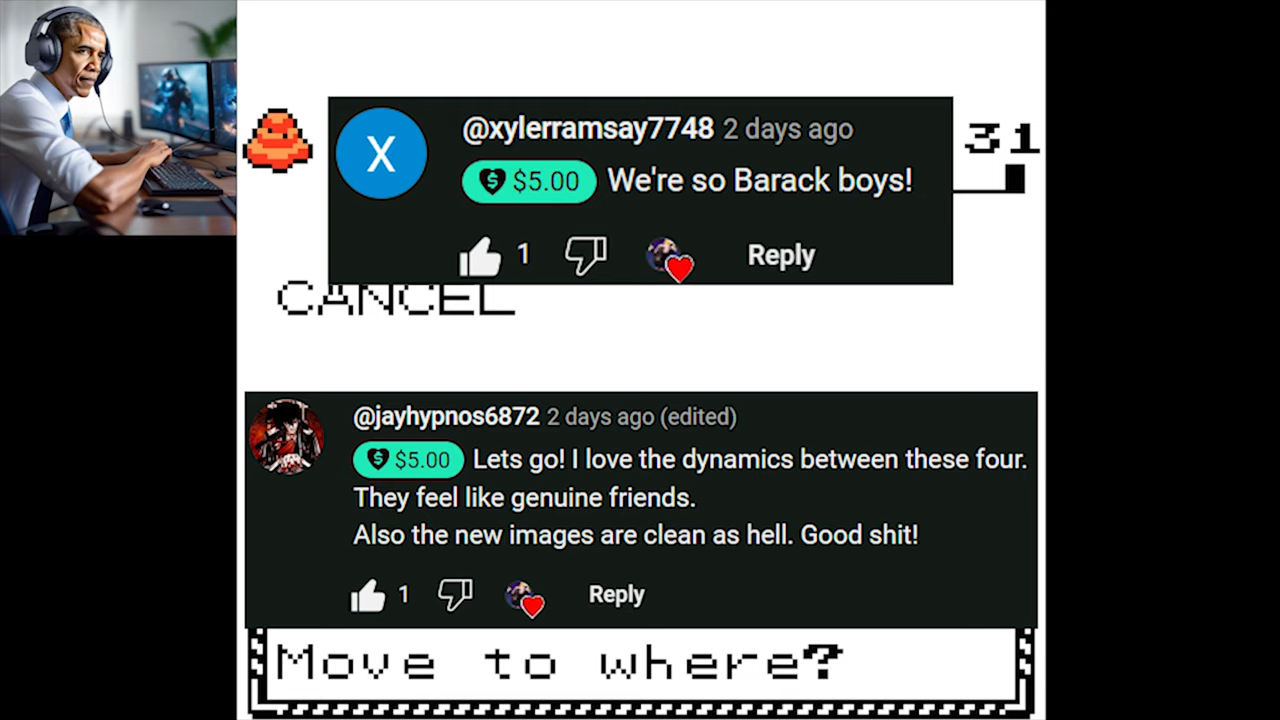 @xylerramsay7748 2 days ago
X
$5.00 We're so Barack boys!
31
1 Reply
CANCEL
@jayhypnos6872 2 days ago (edited)
$5.00 Lets go! I love the dynamics between these four.
They feel like genuine friends.
Also the new images are clean as hell. Good shit!
1 Reply
Move to where?